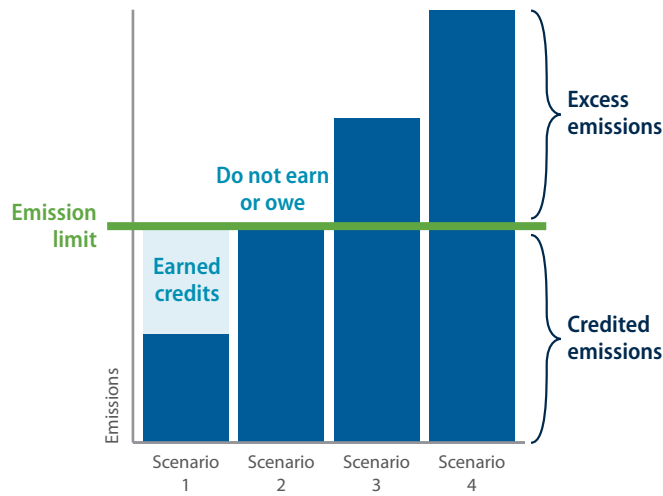 Excess
emissions
Do not earn
or owe
Emission
limit
Earned
credits
Credited
emissions
Emissions
Scenario
1
Scenario
2
Scenario
3
Scenario
4